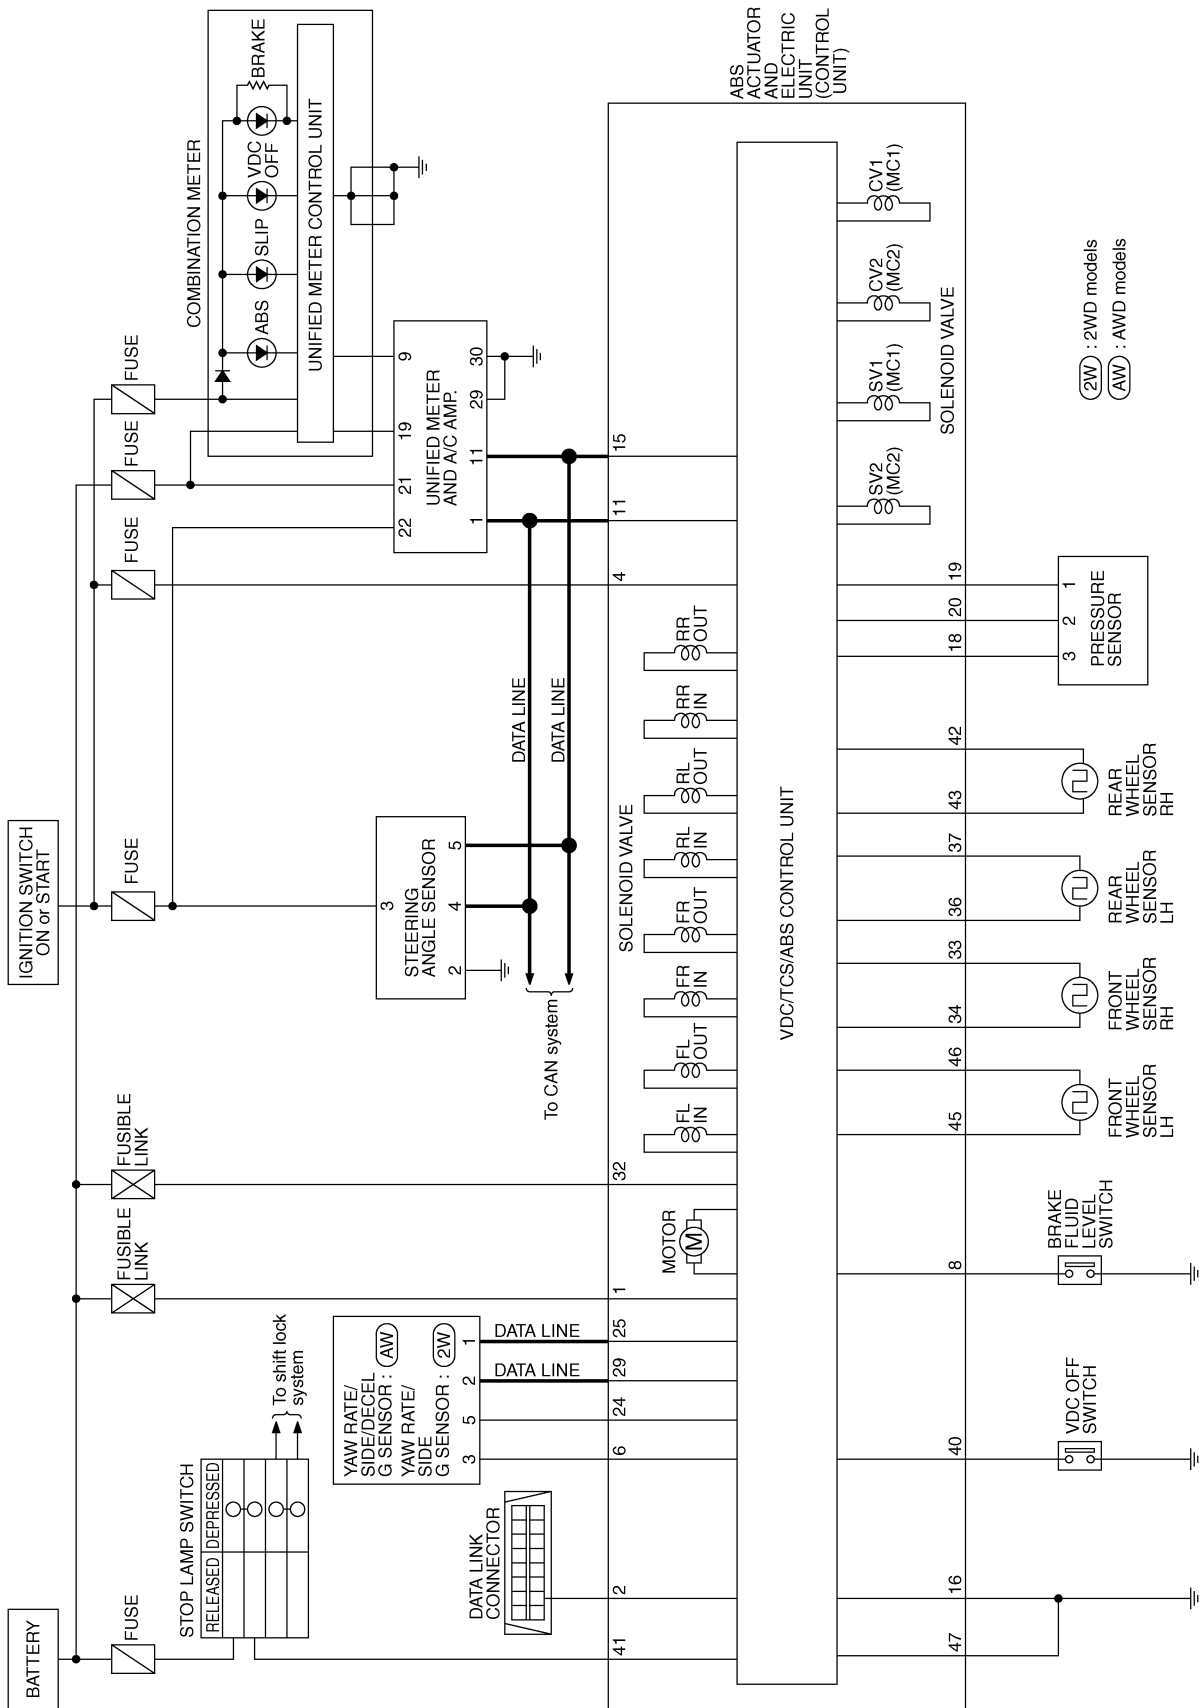 BATTERY
IGNITION SWITCH
ON or START
FUSE
FUSIBLE
LINK
FUSIBLE
LINK
FUSE
FUSE
FUSE
FUSE
STOP LAMP SWITCH
RELEASED
DEPRESSED
To shift lock
system
COMBINATION METER
ABS
SLIP
VDC
OFF
BRAKE
UNIFIED METER CONTROL UNIT
22
21
19
9
UNIFIED METER
AND A/C AMP.
1
11
29
30
3
STEERING
ANGLE SENSOR
2
4
5
DATA LINE
DATA LINE
To CAN system
YAW RATE/
SIDE/DECEL
G SENSOR :
AW
YAW RATE/
SIDE
G SENSOR :
2W
3
5
2
1
DATA LINE
DATA LINE
DATA LINK
CONNECTOR
ABS
ACTUATOR
AND
ELECTRIC
UNIT
(CONTROL
UNIT)
41
2
6
24
29
25
1
32
4
11
15
MOTOR
M
SOLENOID VALVE
FL
IN
FL
OUT
FR
IN
FR
OUT
RL
IN
RL
OUT
RR
IN
RR
OUT
VDC/TCS/ABS CONTROL UNIT
SV2
(MC2)
SV1
(MC1)
CV2
(MC2)
CV1
(MC1)
SOLENOID VALVE
47
16
40
8
45
46
34
33
36
37
43
42
18
20
19
VDC OFF
SWITCH
BRAKE
FLUID
LEVEL
SWITCH
FRONT
WHEEL
SENSOR
LH
FRONT
WHEEL
SENSOR
RH
REAR
WHEEL
SENSOR
LH
REAR
WHEEL
SENSOR
RH
3
2
1
PRESSURE
SENSOR
2W : 2WD models
AW : AWD models